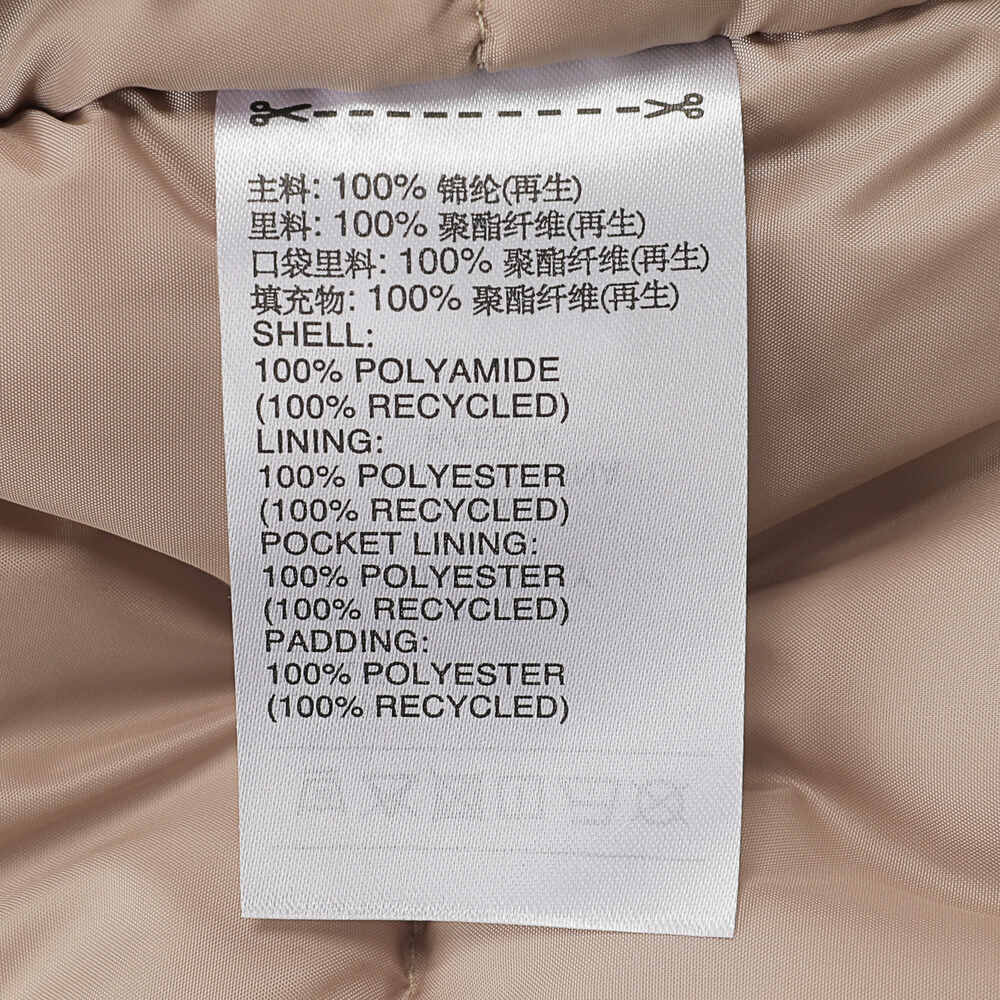 主料: 100% 锦纶(再生)
里料: 100% 聚酯纤维(再生)
口袋里料: 100% 聚酯纤维(再生)
填充物: 100% 聚酯纤维(再生)
SHELL:
100% POLYAMIDE
(100% RECYCLED)
LINING:
100% POLYESTER
(100% RECYCLED)
POCKET LINING:
100% POLYESTER
(100% RECYCLED)
PADDING:
100% POLYESTER
(100% RECYCLED)